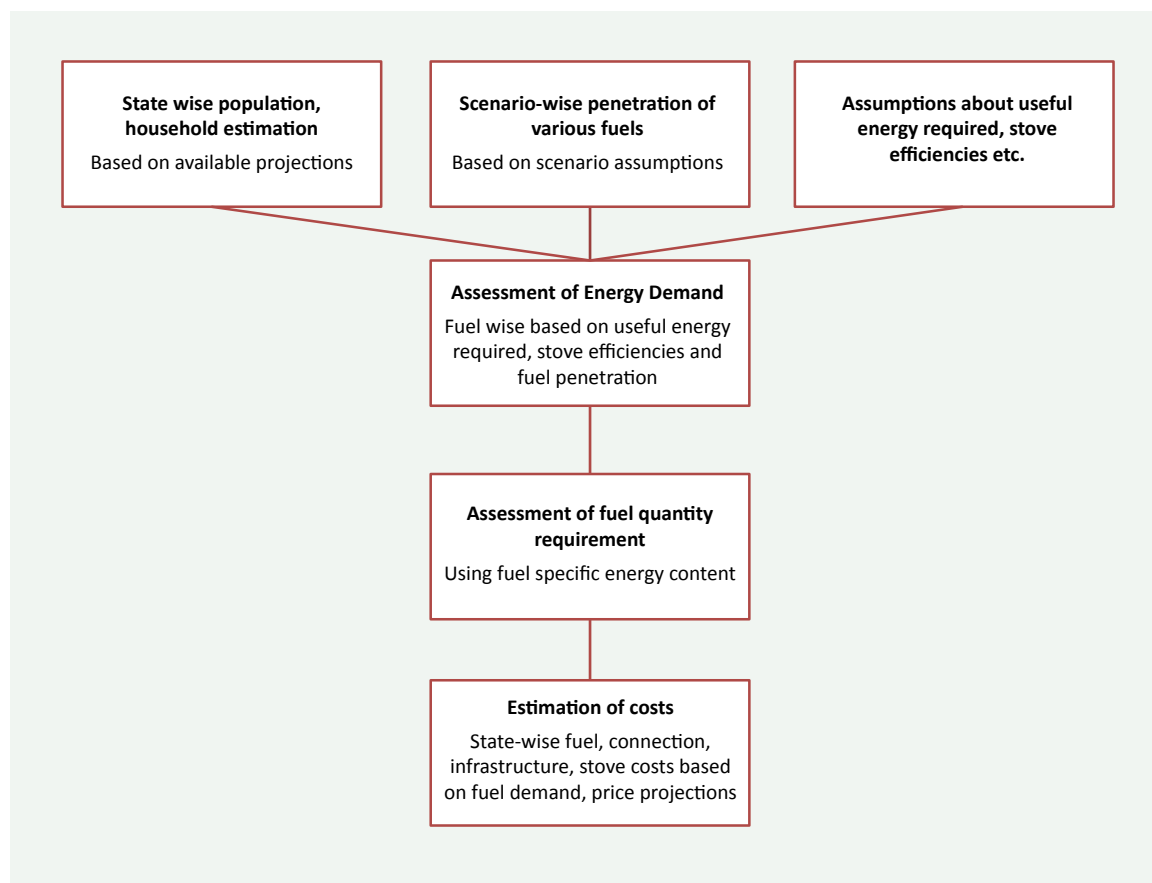 State wise population,
household estimation
Based on available projections
Scenario-wise penetration of
various fuels
Based on scenario assumptions
Assumptions about useful
energy required, stove
efficiencies etc.
Assessment of Energy Demand
Fuel wise based on useful energy
required, stove efficiencies and
fuel penetration
Assessment of fuel quantity
requirement
Using fuel specific energy content
Estimation of costs
State-wise fuel, connection,
infrastructure, stove costs based
on fuel demand, price projections